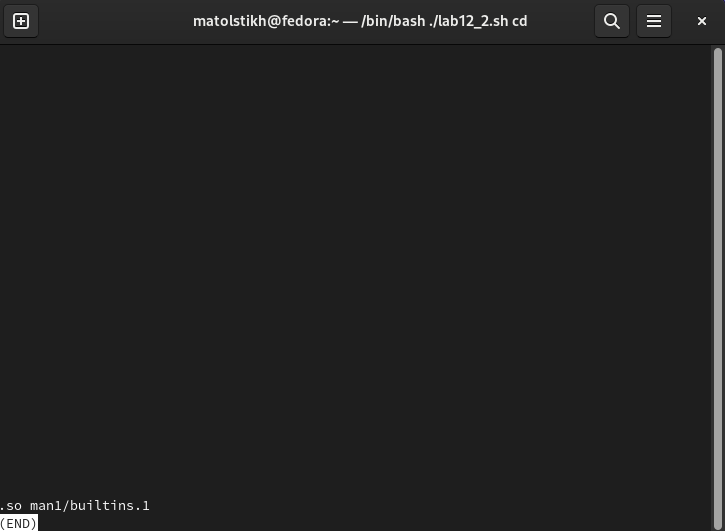 matolstikh@fedora:~ — /bin/bash ./lab12_2.sh cd
.so man1/builtins.1
(END)